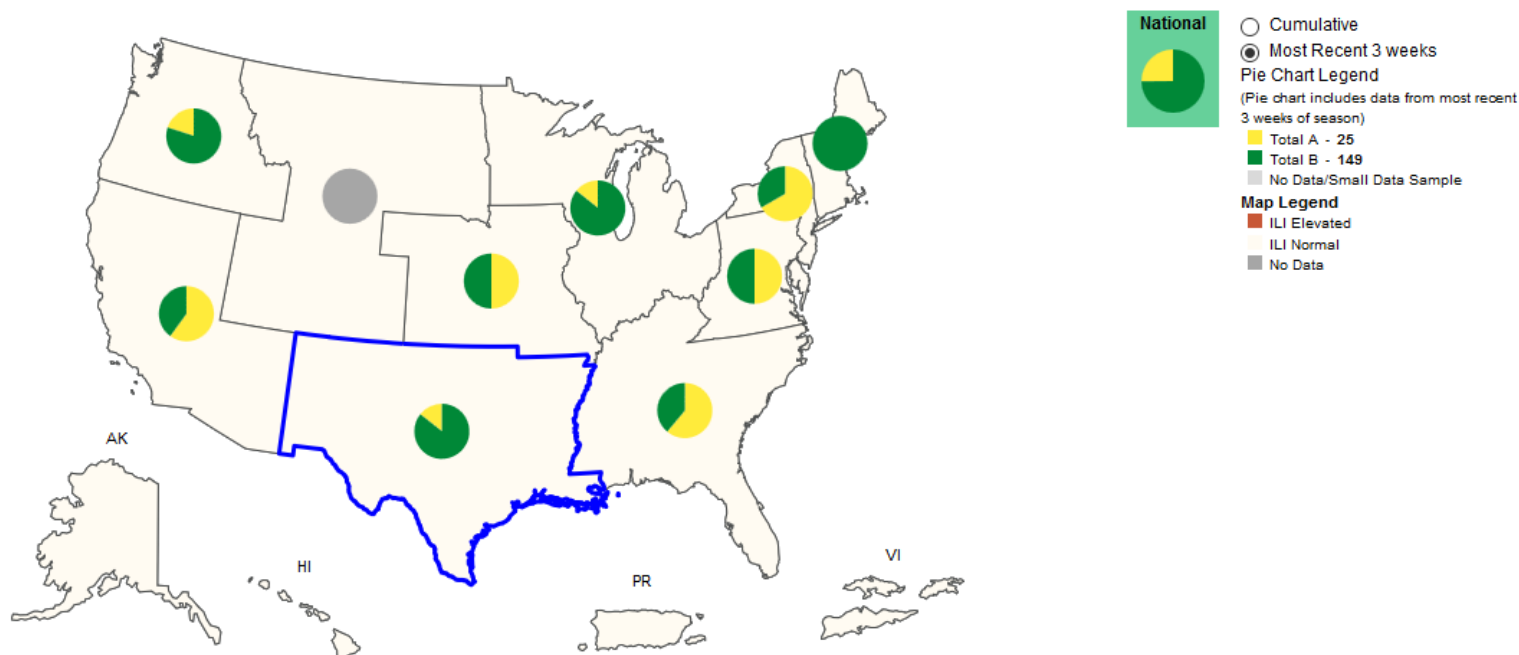 National
Cumulative
Most Recent 3 weeks
Pie Chart Legend
(Pie chart includes data from most recent
3 weeks of season)
Total A - 25
Total B - 149
No Data/Small Data Sample
Map Legend
ILI Elevated
ILI Normal
No Data
AK
HI
PR
VI